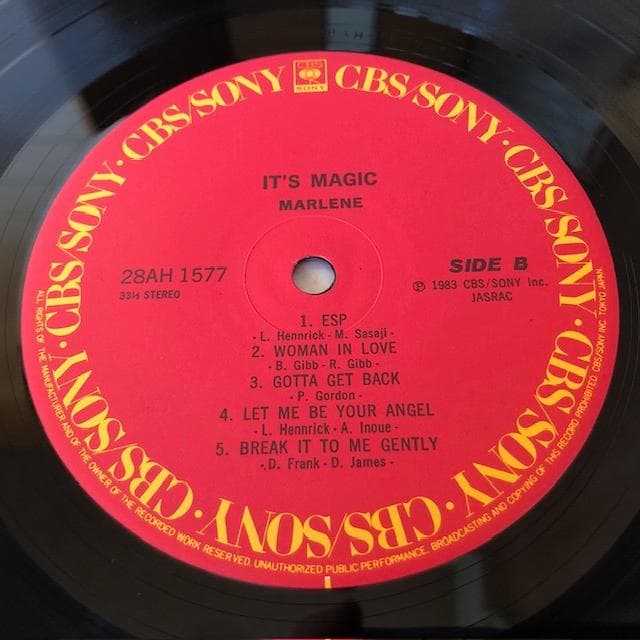 CBS/SONY · CBS/SONY · CBS/SONY · CBS/SONY · CBS/SONY · CBS/SONY · CBS/SONY · CBS/SONY
CBS
SONY
IT'S MAGIC
MARLENE
28AH 1577
33⅓ STEREO
SIDE B
Ⓟ 1983 CBS/SONY Inc.
JASRAC
1. ESP
- L. Hennrick - M. Sasaji -
2. WOMAN IN LOVE
- B. Gibb - R. Gibb -
3. GOTTA GET BACK
- P. Gordon -
4. LET ME BE YOUR ANGEL
- L. Hennrick - A. Inoue -
5. BREAK IT TO ME GENTLY
- D. Frank - D. James -
ALL RIGHTS OF THE MANUFACTURER AND OF THE OWNER OF THE RECORDED WORK RESERVED. UNAUTHORIZED PUBLIC PERFORMANCE, BROADCASTING AND COPYING OF THIS RECORD PROHIBITED CBS/SONY INC. TOKYO JAPAN